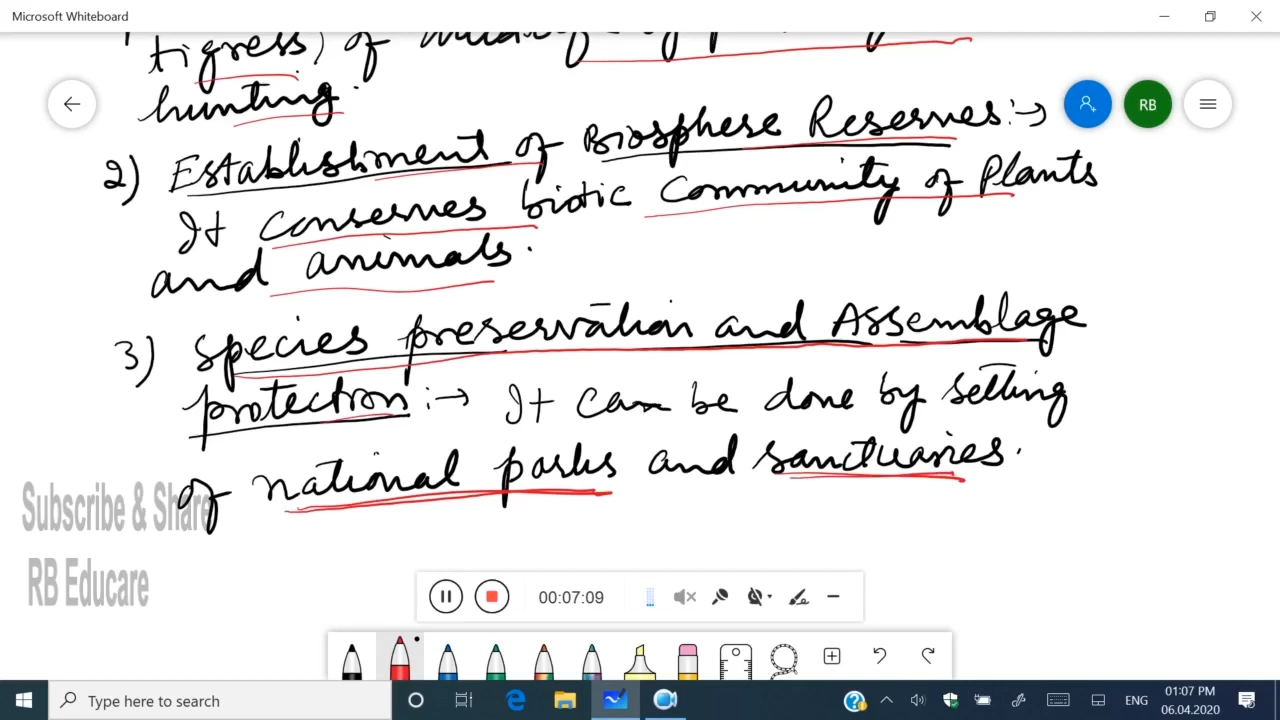 Microsoft Whiteboard
tigress) of
hunting.
RB
2) Establishment of Biosphere Reserves :→
It conserves biotic community of Plants
and animals.
3) Species preservation and Assemblage
protection :→ It can be done by setting
of national parks and sanctuaries.
Subscribe & Share
RB Educare
00:07:09
Type here to search
ENG
01:07 PM
06.04.2020